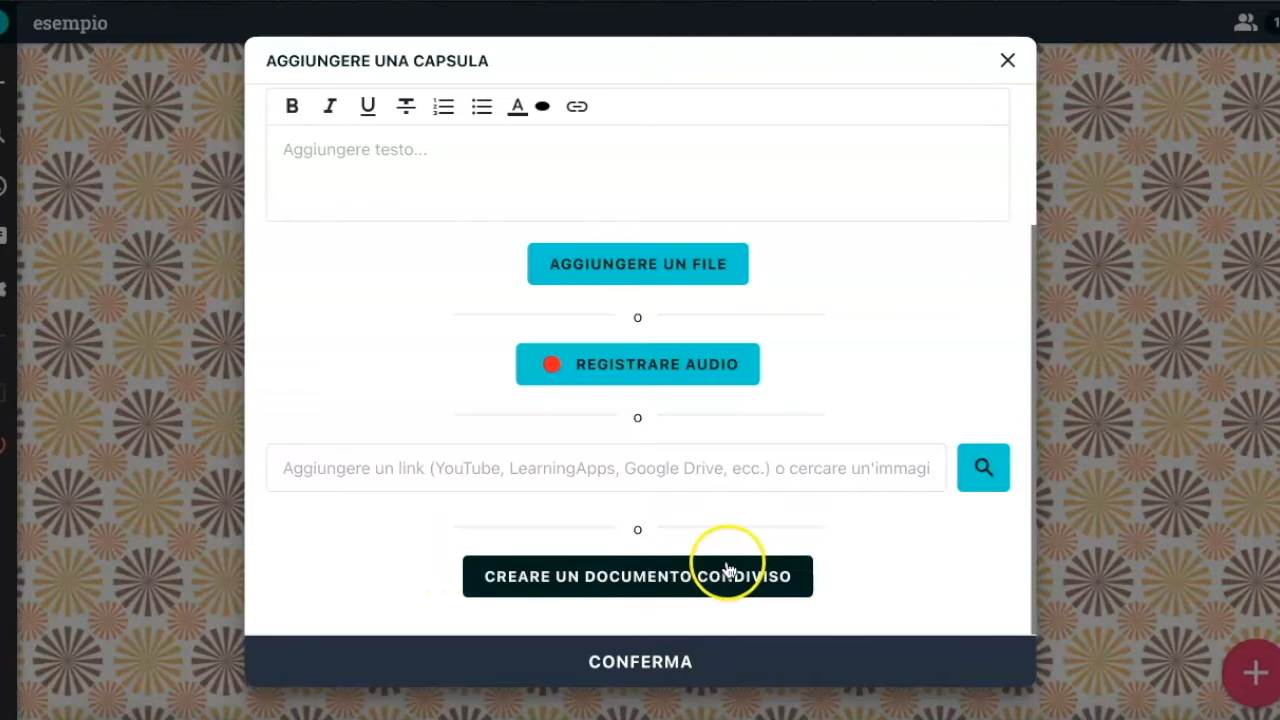 esempio
AGGIUNGERE UNA CAPSULA
B I U A
Aggiungere testo...
AGGIUNGERE UN FILE
o
REGISTRARE AUDIO
o
Aggiungere un link (YouTube, LearningApps, Google Drive, ecc.) o cercare un'immagi
o
CREARE UN DOCUMENTO CONDIVISO
CONFERMA